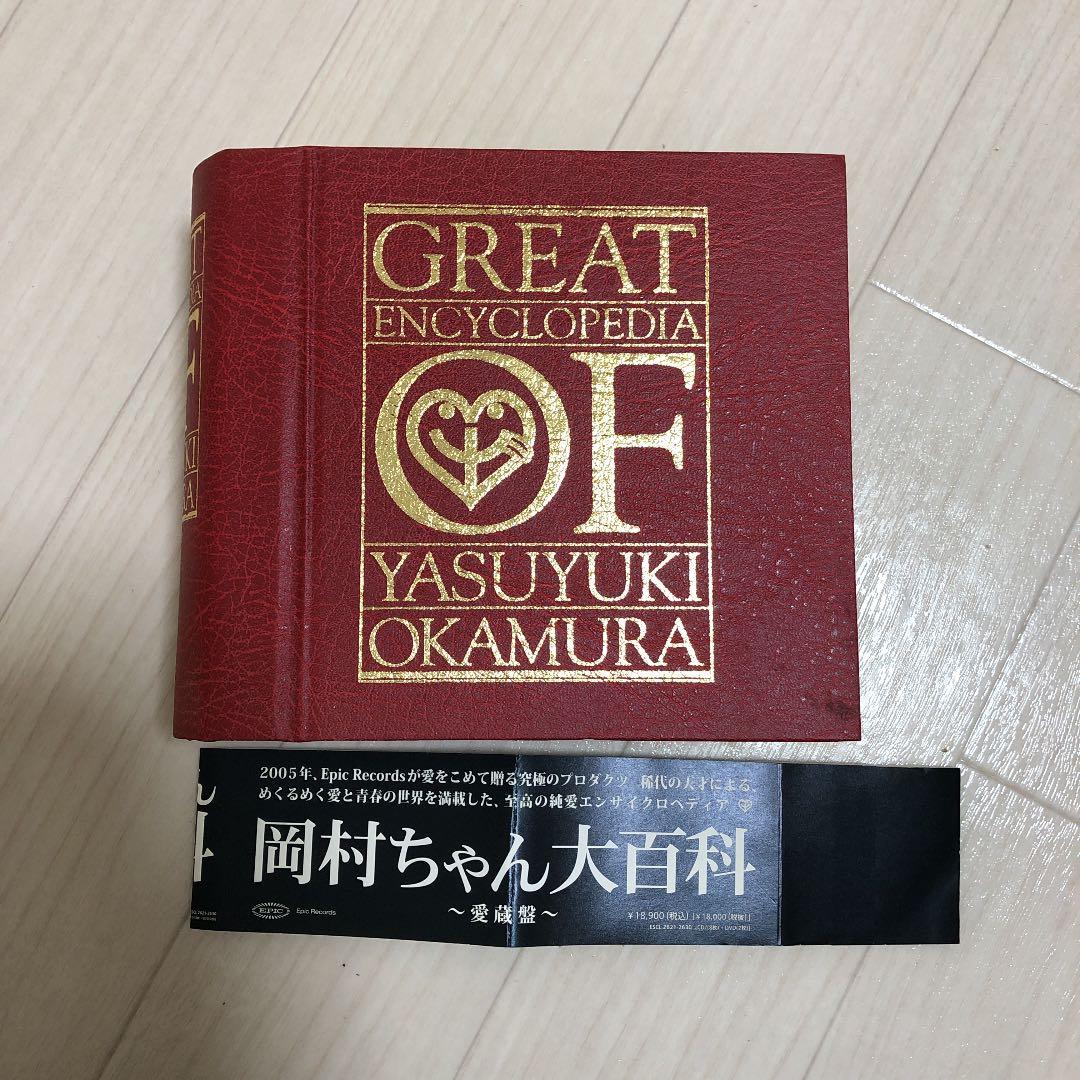 GREAT
ENCYCLOPEDIA
OF
YASUYUKI
OKAMURA
2005年、Epic Recordsが愛をこめて贈る究極のプロダクツ 稀代の天才による、
めくるめく愛と青春の世界を満載した、至高の純愛エンサイクロペディア
岡村ちゃん大百科
〜愛蔵盤〜
EPIC Epic Records
¥18,900(税込)
ESCL 2621-2630